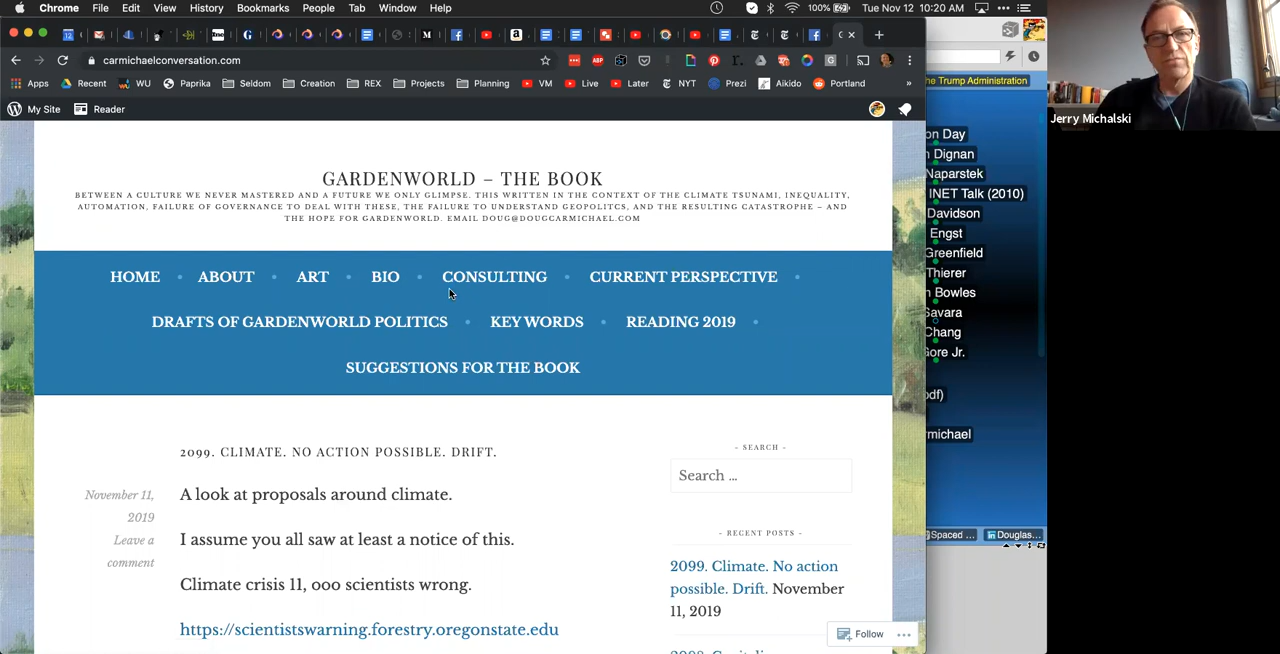 Chrome File Edit View History Bookmarks People Tab Window Help 100% Tue Nov 12 10:20 AM
carmichaelconversation.com
Apps Recent WU Paprika Seldom Creation REX Projects Planning VM Live Later NYT Prezi Aikido Portland »
My Site Reader
GARDENWORLD – THE BOOK
BETWEEN A CULTURE WE NEVER MASTERED AND A FUTURE WE ONLY GLIMPSE. THIS WRITTEN IN THE CONTEXT OF THE CLIMATE TSUNAMI, INEQUALITY,
AUTOMATION, FAILURE OF GOVERNANCE TO DEAL WITH THESE, THE FAILURE TO UNDERSTAND GEOPOLITCS, AND THE RESULTING CATASTROPHE – AND
THE HOPE FOR GARDENWORLD. EMAIL DOUG@DOUGCARMICHAEL.COM
HOME • ABOUT • ART • BIO • CONSULTING • CURRENT PERSPECTIVE •
DRAFTS OF GARDENWORLD POLITICS • KEY WORDS • READING 2019 •
SUGGESTIONS FOR THE BOOK
2099. CLIMATE. NO ACTION POSSIBLE. DRIFT.
November 11,
2019
Leave a
comment
A look at proposals around climate.
I assume you all saw at least a notice of this.
Climate crisis 11, ooo scientists wrong.
https://scientistswarning.forestry.oregonstate.edu
– SEARCH –
Search …
– RECENT POSTS –
2099. Climate. No action
possible. Drift. November
11, 2019
Follow
he Trump Administration
on Day
n Dignan
Naparstek
INET Talk (2010)
Davidson
Engst
Greenfield
Thierer
n Bowles
Savara
Chang
Gore Jr.
pdf)
rmichael
Spaced ... Douglas...
Jerry Michalski